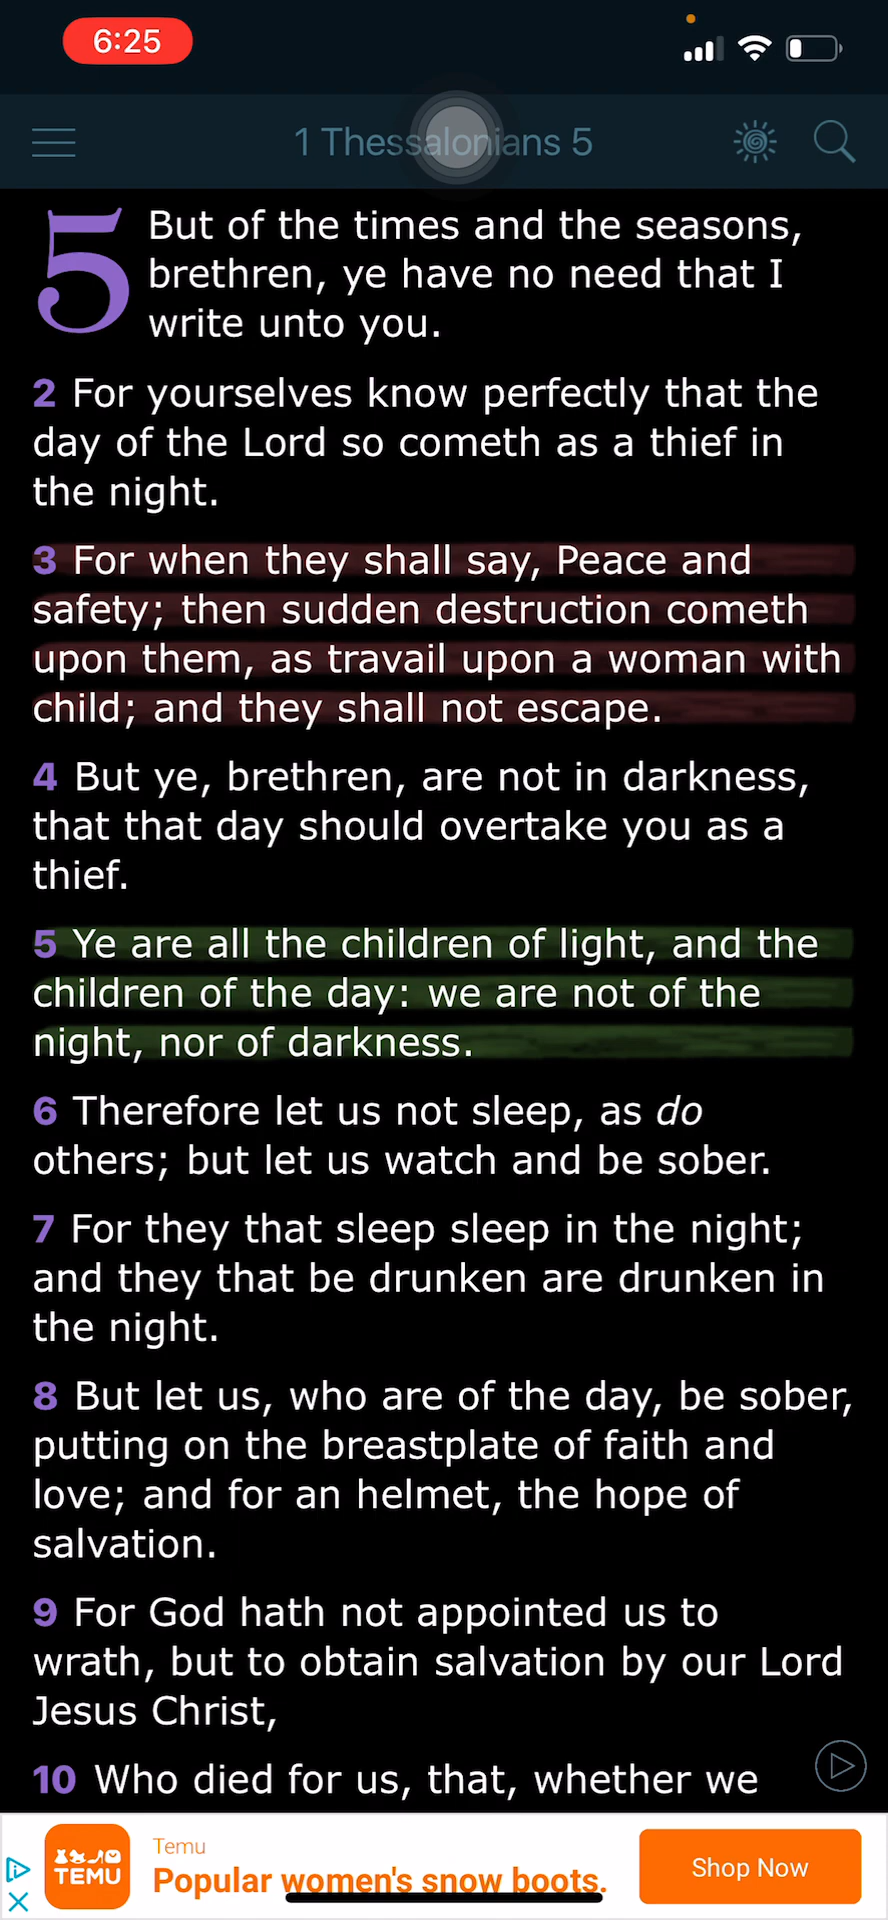 6:25
1 Thessalonians 5
5 But of the times and the seasons,
brethren, ye have no need that I
write unto you.
2 For yourselves know perfectly that the
day of the Lord so cometh as a thief in
the night.
3 For when they shall say, Peace and
safety; then sudden destruction cometh
upon them, as travail upon a woman with
child; and they shall not escape.
4 But ye, brethren, are not in darkness,
that that day should overtake you as a
thief.
5 Ye are all the children of light, and the
children of the day: we are not of the
night, nor of darkness.
6 Therefore let us not sleep, as do
others; but let us watch and be sober.
7 For they that sleep sleep in the night;
and they that be drunken are drunken in
the night.
8 But let us, who are of the day, be sober,
putting on the breastplate of faith and
love; and for an helmet, the hope of
salvation.
9 For God hath not appointed us to
wrath, but to obtain salvation by our Lord
Jesus Christ,
10 Who died for us, that, whether we
TEMU
Temu
Popular women's snow boots.
Shop Now